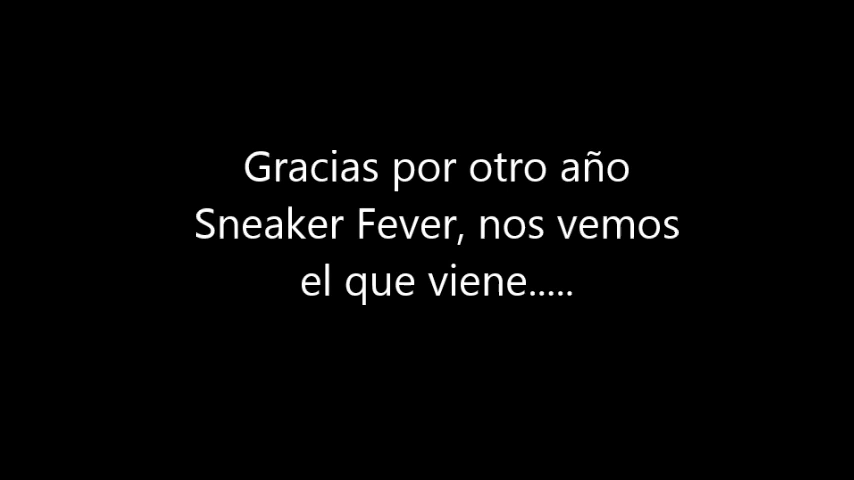 Gracias por otro año
Sneaker Fever, nos vemos
el que viene.....